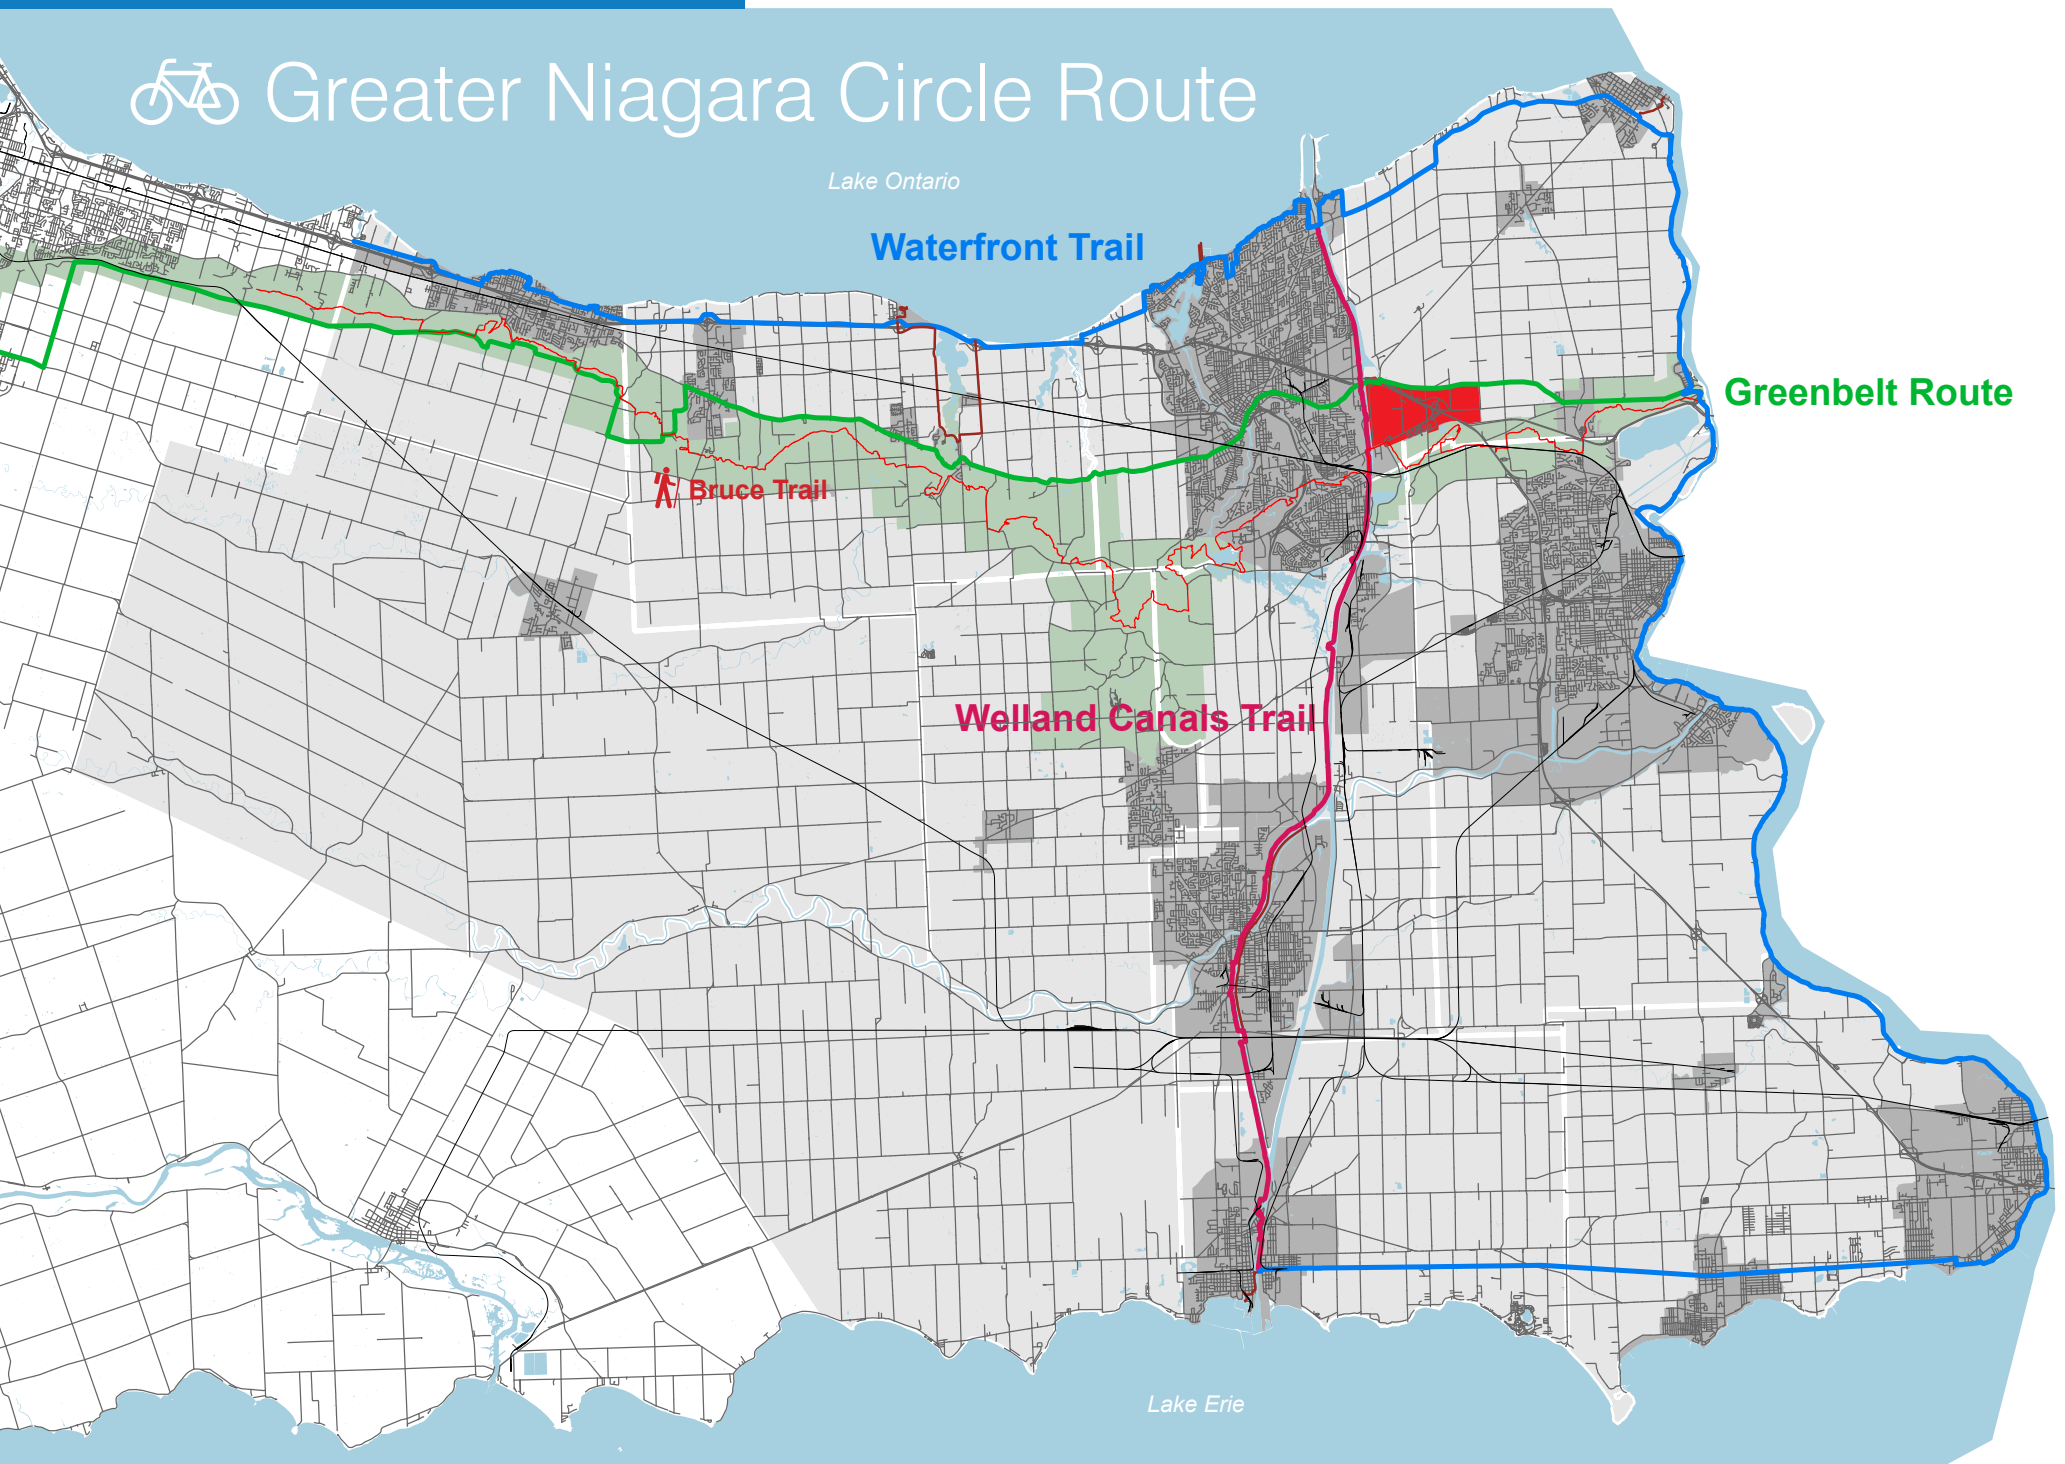 Greater Niagara Circle Route
Lake Ontario
Waterfront Trail
Greenbelt Route
Bruce Trail
Welland Canals Trail
Lake Erie